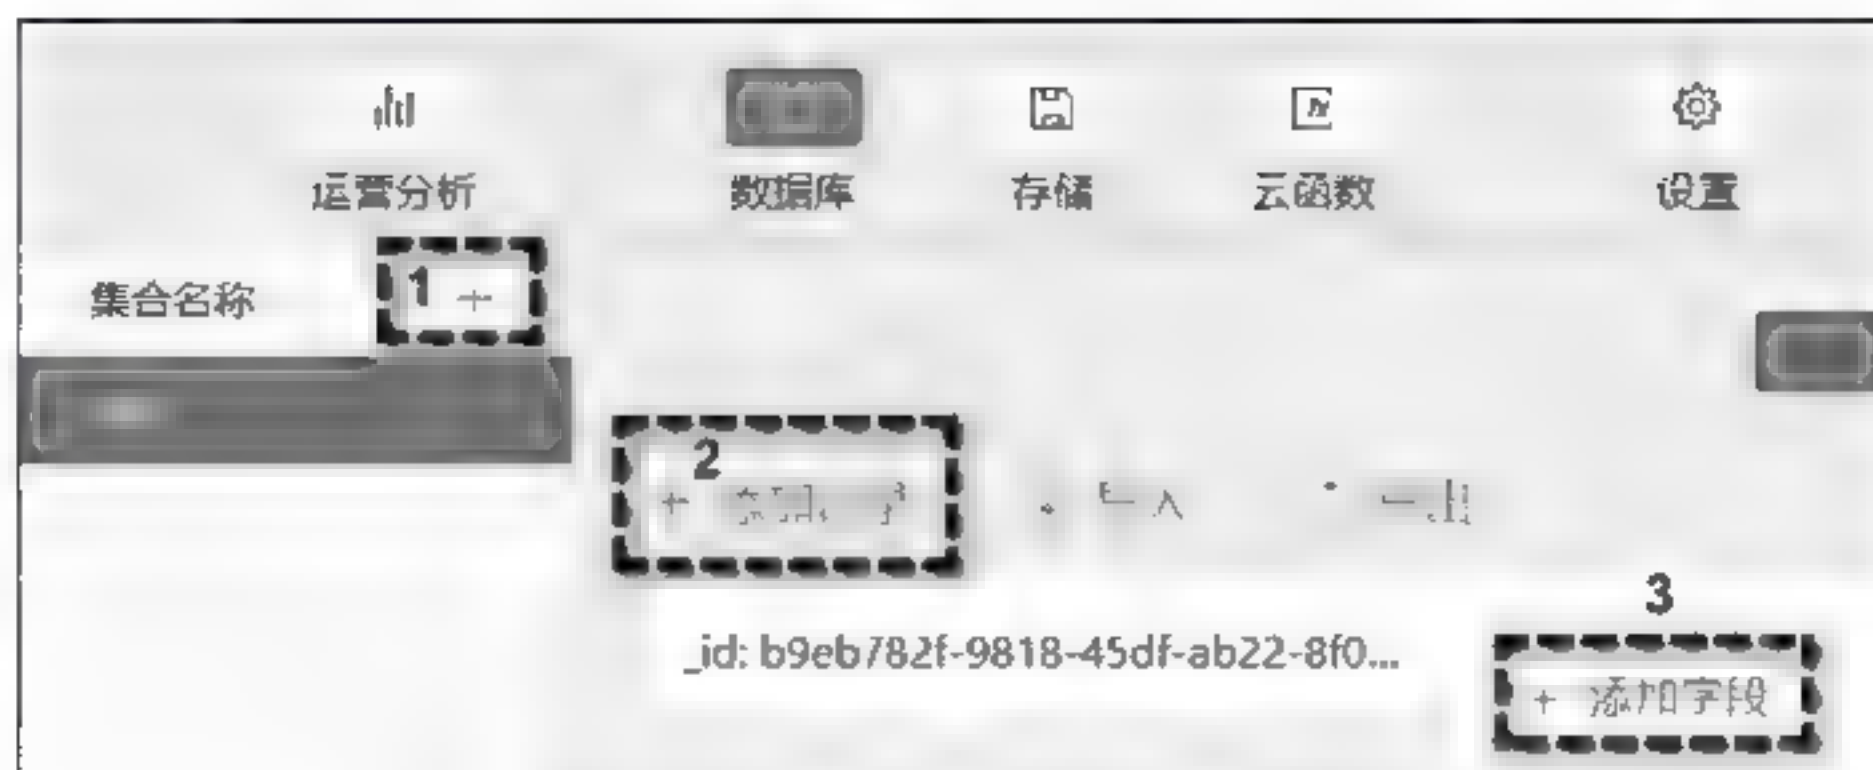 运营分析 数据库 存储 云函数 设置
集合名称 1 +
2
+
_id: b9eb782f-9818-45df-ab22-8f0...
3
+ 添加字段